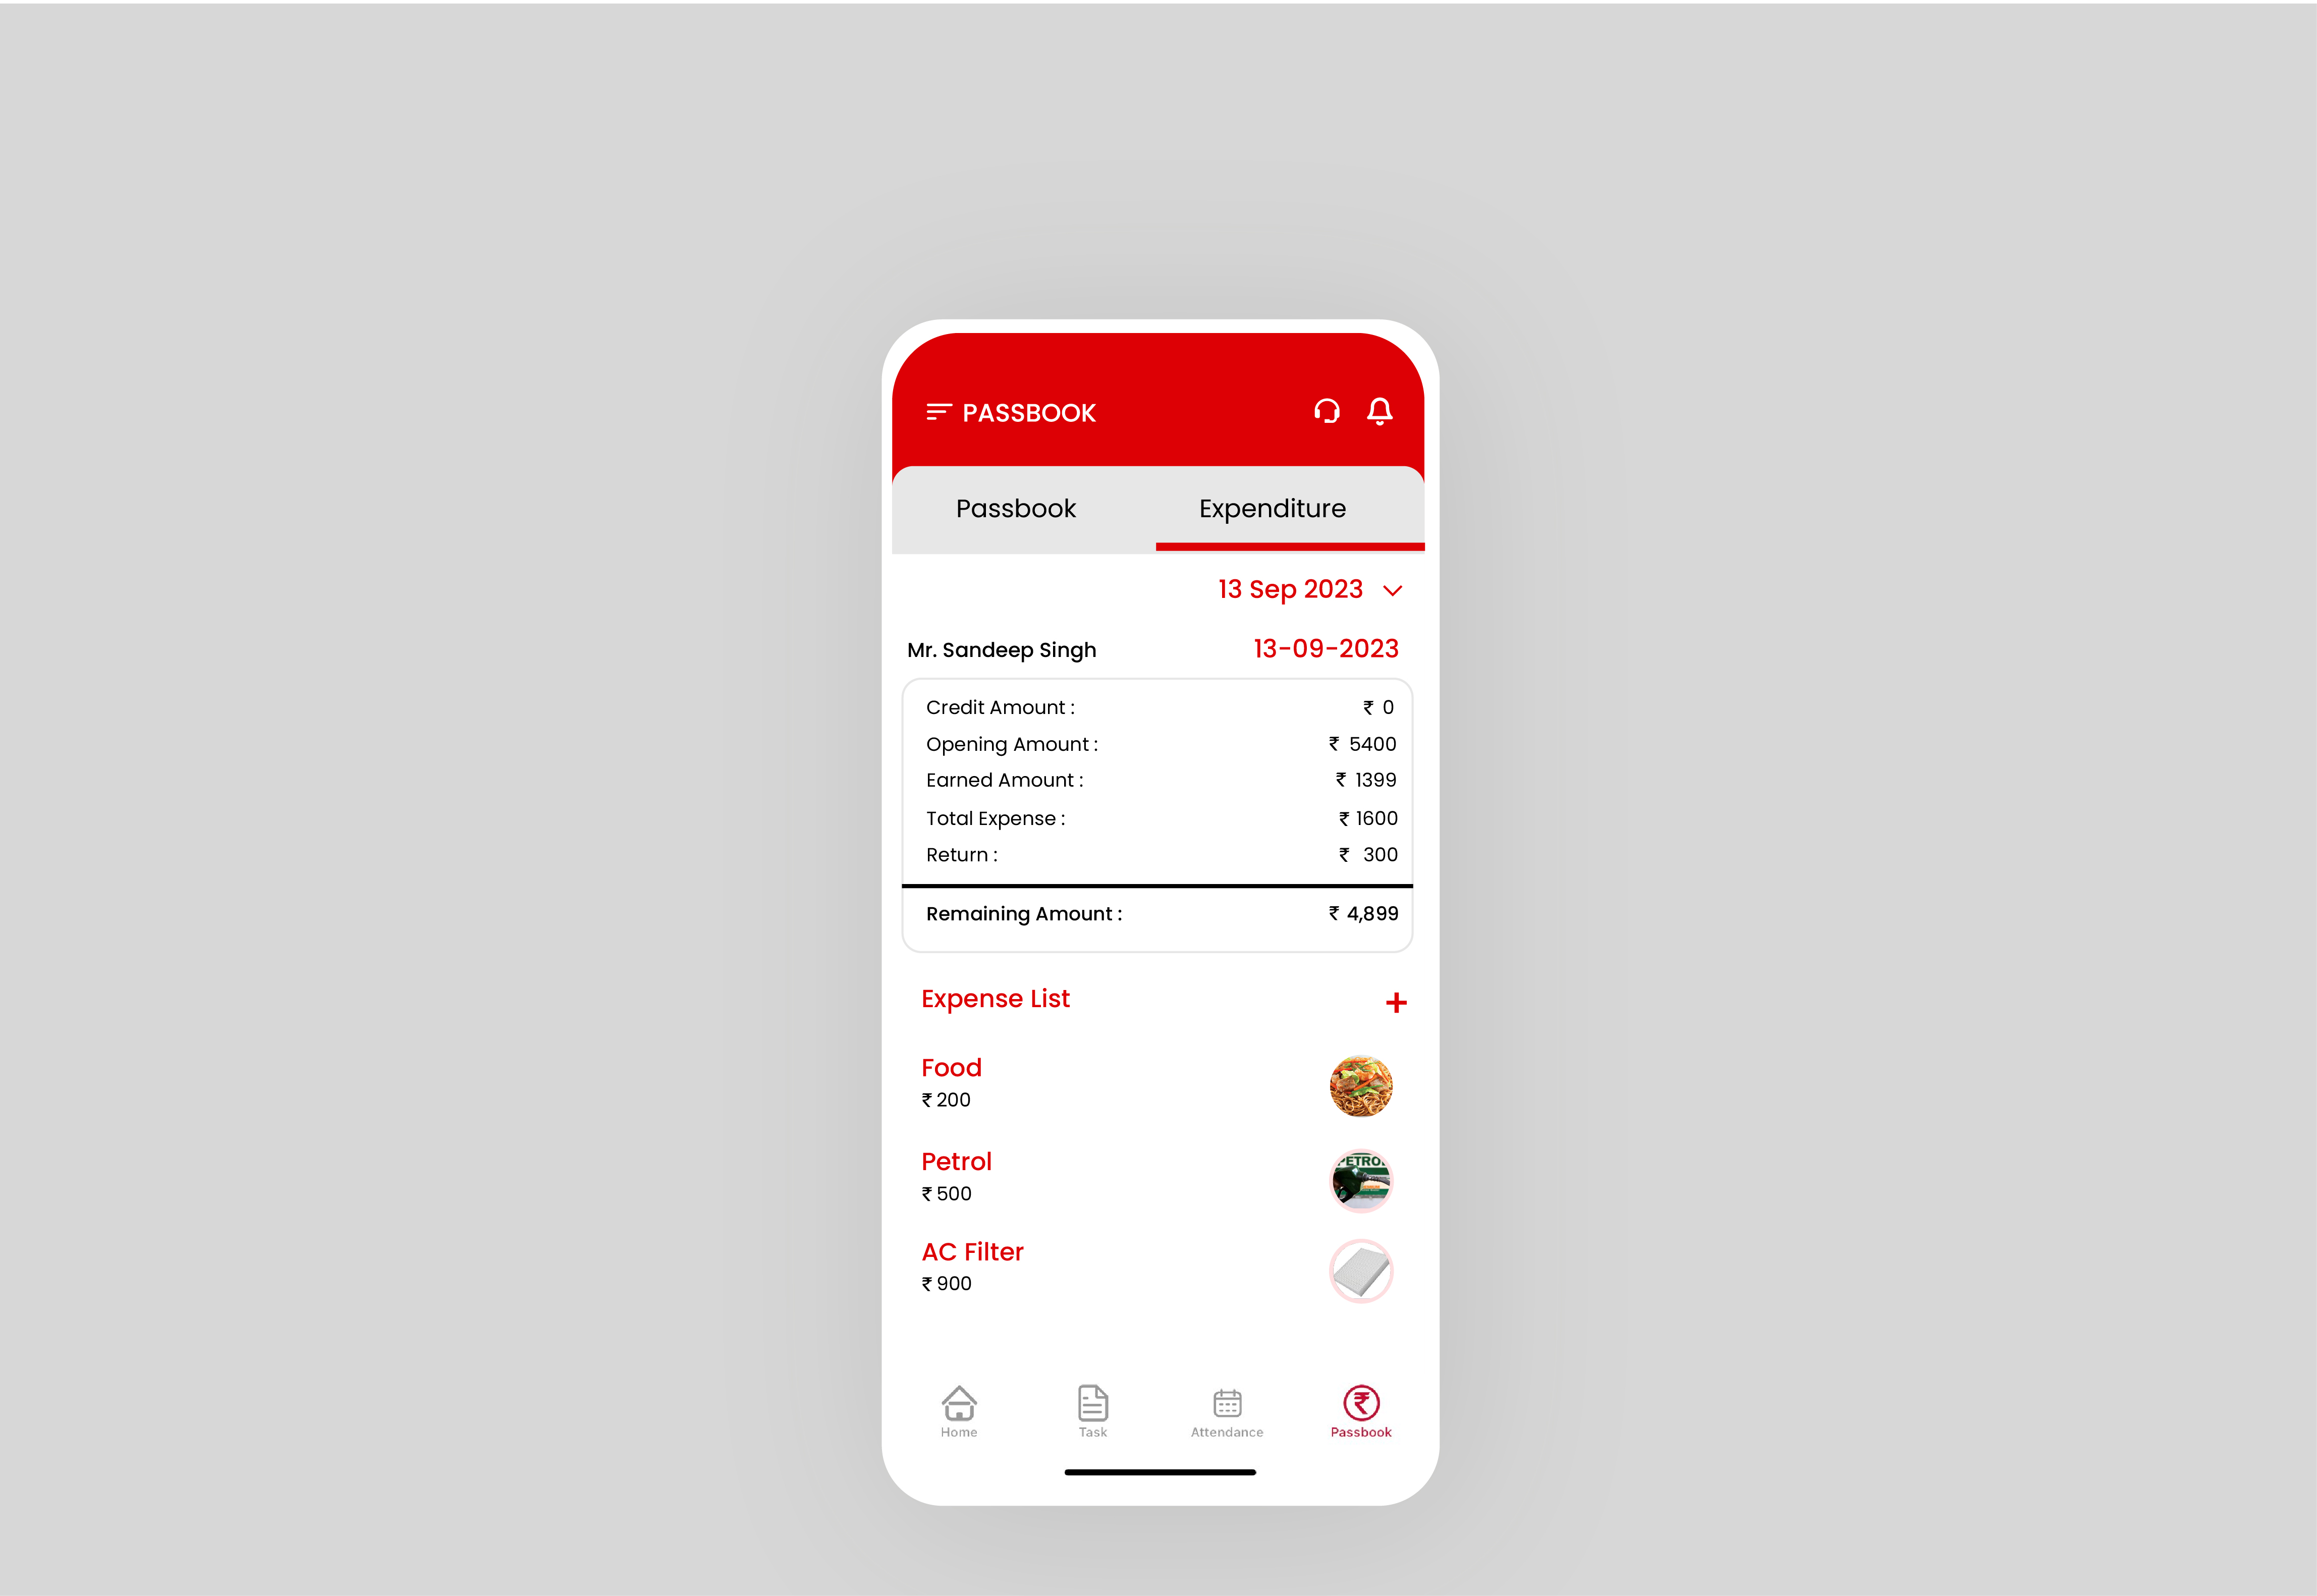 PASSBOOK
Passbook Expenditure
13 Sep 2023
Mr. Sandeep Singh 13-09-2023
Credit Amount : ₹ 0
Opening Amount : ₹ 5400
Earned Amount : ₹ 1399
Total Expense : ₹ 1600
Return : ₹ 300
Remaining Amount : ₹ 4,899
Expense List +
Food
₹ 200
PETROL
Petrol
₹ 500
AC Filter
₹ 900
Home Task Attendance Passbook